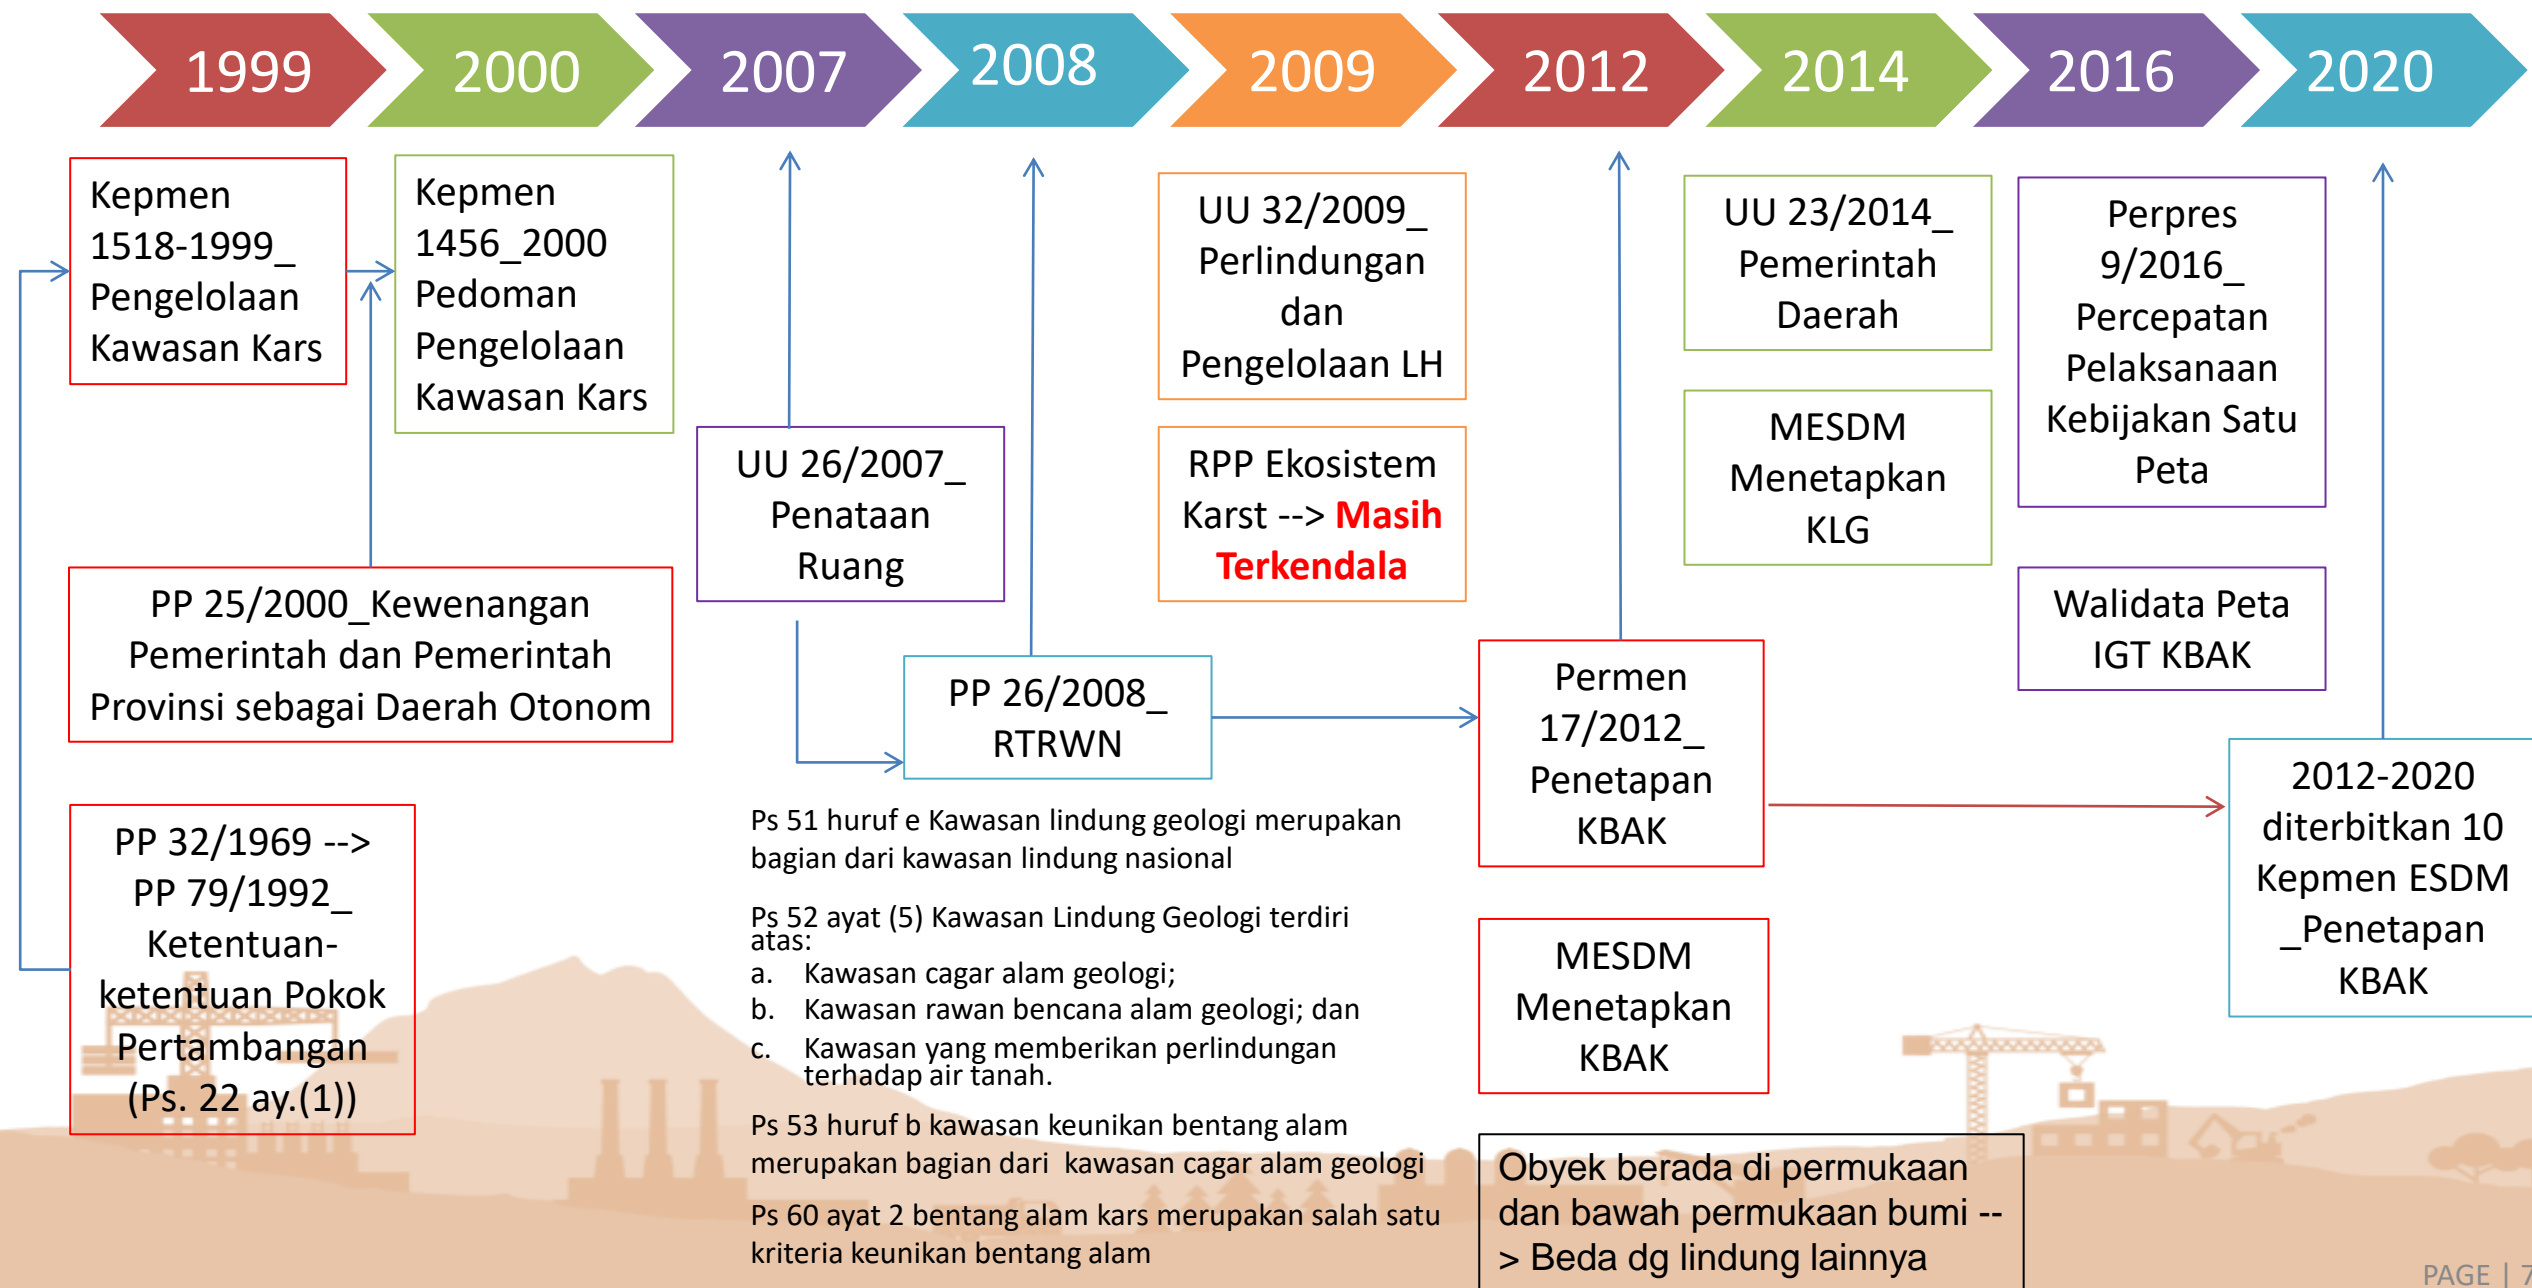 1999
2000
2007
2008
2009
2012
2014
2016
2020
Kepmen
1518-1999_
Pengelolaan
Kawasan Kars
Kepmen
1456_2000
Pedoman
Pengelolaan
Kawasan Kars
PP 25/2000_Kewenangan
Pemerintah dan Pemerintah
Provinsi sebagai Daerah Otonom
PP 32/1969 -->
PP 79/1992_
Ketentuan-
ketentuan Pokok
Pertambangan
(Ps. 22 ay.(1))
UU 26/2007_
Penataan
Ruang
PP 26/2008_
RTRWN
Ps 51 huruf e Kawasan lindung geologi merupakan
bagian dari kawasan lindung nasional
Ps 52 ayat (5) Kawasan Lindung Geologi terdiri
atas:
a. Kawasan cagar alam geologi;
b. Kawasan rawan bencana alam geologi; dan
c. Kawasan yang memberikan perlindungan
terhadap air tanah.
Ps 53 huruf b kawasan keunikan bentang alam
merupakan bagian dari kawasan cagar alam geologi
Ps 60 ayat 2 bentang alam kars merupakan salah satu
kriteria keunikan bentang alam
UU 32/2009_
Perlindungan
dan
Pengelolaan LH
RPP Ekosistem
Karst --> Masih
Terkendala
Permen
17/2012_
Penetapan
KBAK
MESDM
Menetapkan
KBAK
Obyek berada di permukaan
dan bawah permukaan bumi --
> Beda dg lindung lainnya
UU 23/2014_
Pemerintah
Daerah
MESDM
Menetapkan
KLG
Perpres
9/2016_
Percepatan
Pelaksanaan
Kebijakan Satu
Peta
Walidata Peta
IGT KBAK
2012-2020
diterbitkan 10
Kepmen ESDM
_Penetapan
KBAK
PAGE | 7